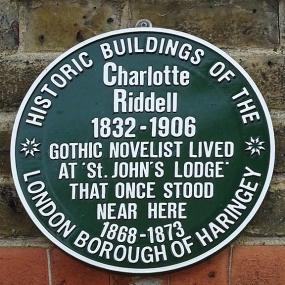 HISTORIC BUILDINGS OF THE
Charlotte
Riddell
1832-1906
GOTHIC NOVELIST LIVED
AT "St. JOHN'S LODGE"
THAT ONCE STOOD
NEAR HERE
1868-1873
LONDON BOROUGH OF HARINGEY